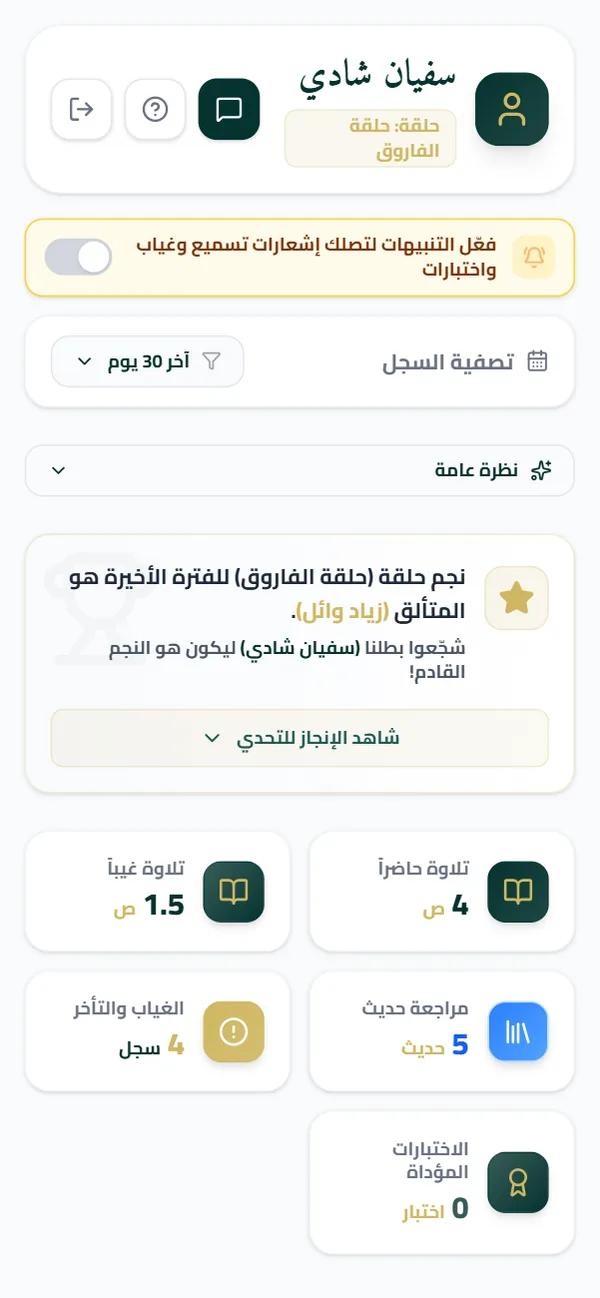 سفيان شادي
حلقة: حلقة
الفاروق
فعّل التنبيهات لتصلك إشعارات تسميع وغياب
واختبارات
تصفية السجل
آخر 30 يوم
نظرة عامة
نجم حلقة (حلقة الفاروق) للفترة الأخيرة هو
المتألق (زياد وائل).
شجّعوا بطلنا (سفيان شادي) ليكون هو النجم
القادم!
شاهد الإنجاز للتحدي
تلاوة حاضراً
4 ص
تلاوة غيباً
1.5 ص
مراجعة حديث
5 حديث
الغياب والتأخر
4 سجل
الاختبارات
المؤداة
0 اختبار